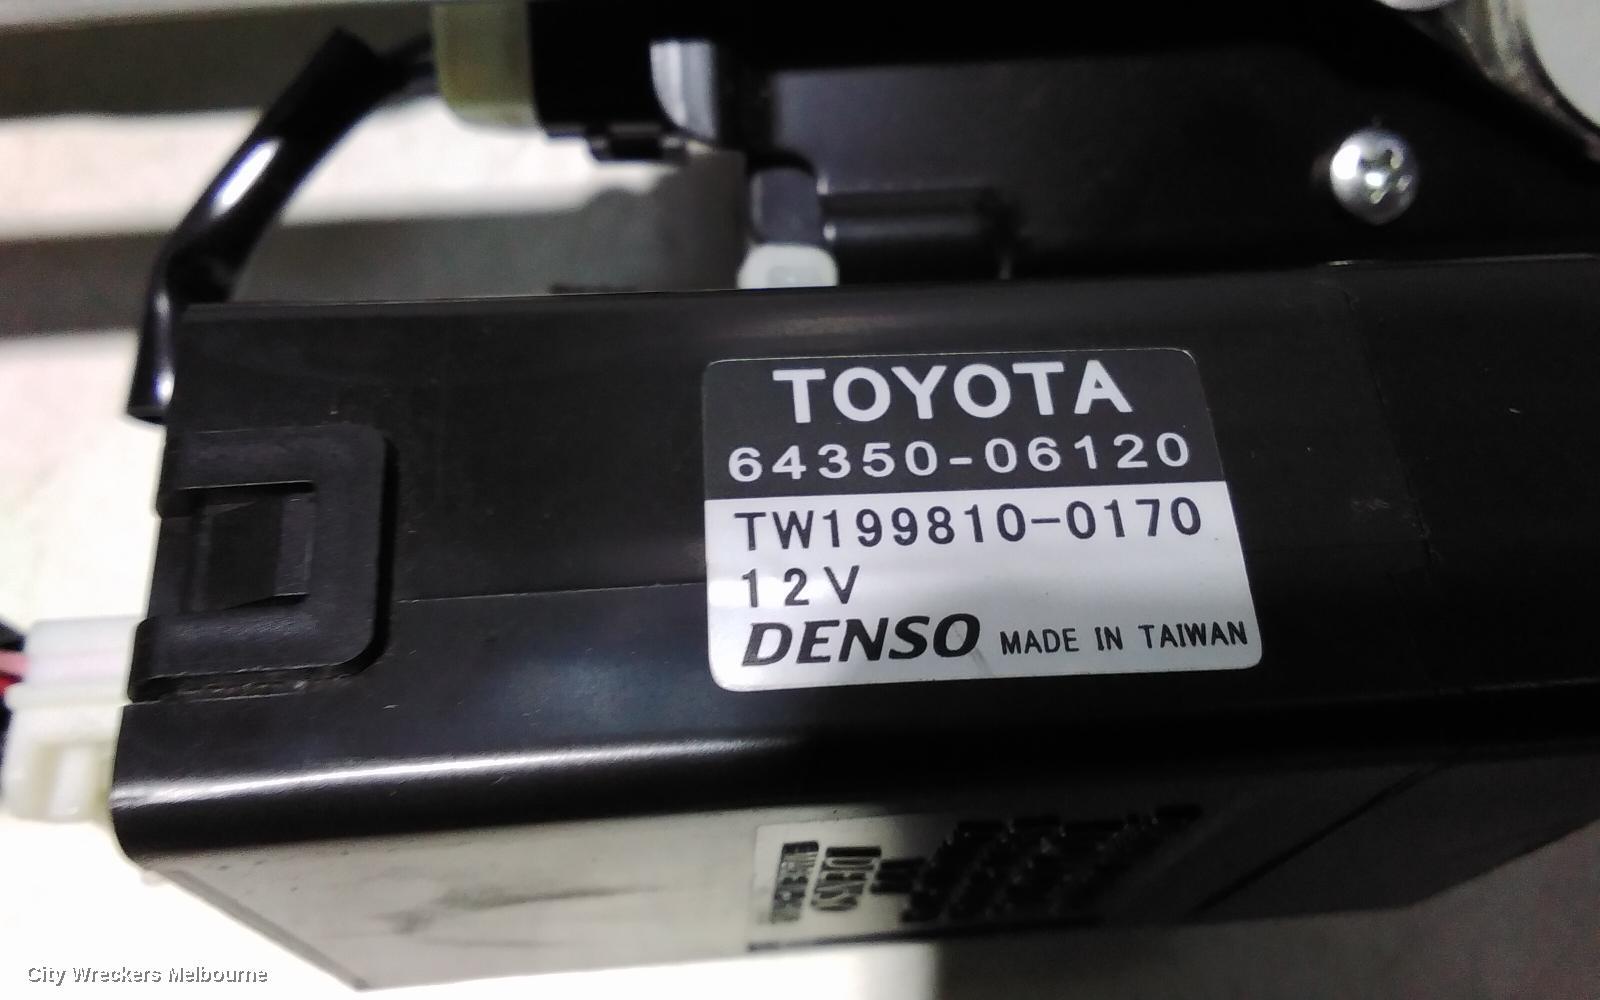 TOYOTA
64350-06120
TW199810-0170
12V
DENSO MADE IN TAIWAN
City Wreckers Melbourne